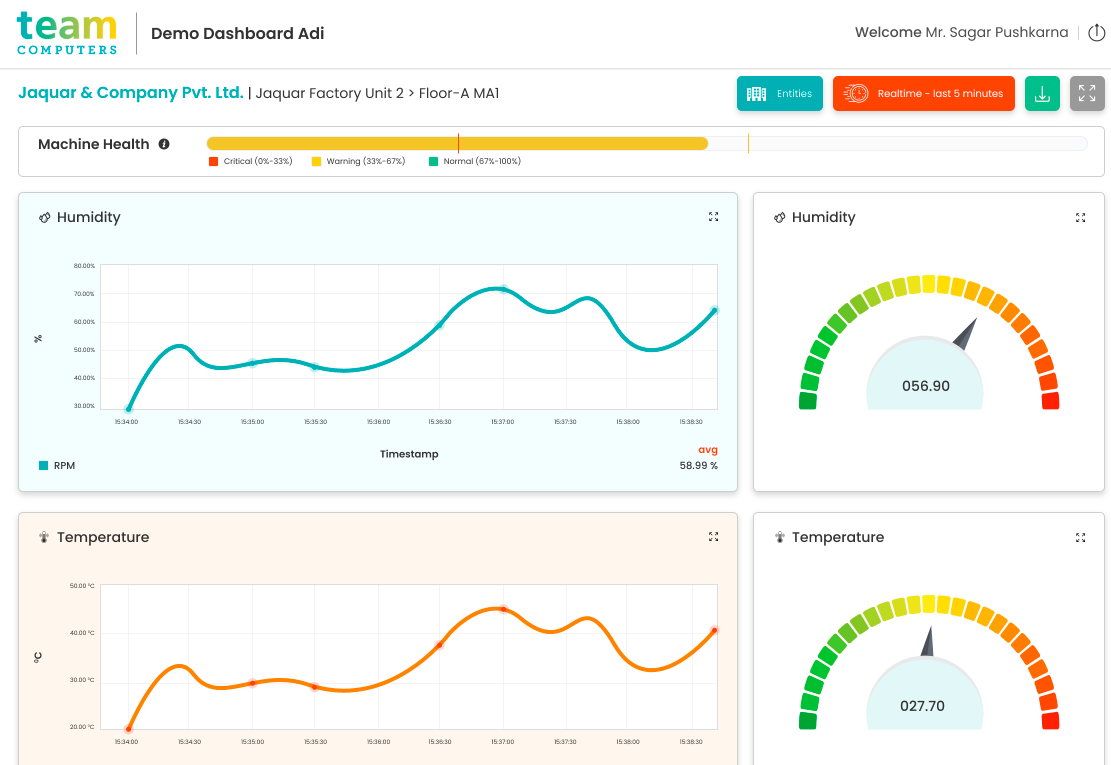 team
COMPUTERS
Demo Dashboard Adi
Welcome Mr. Sagar Pushkarna
Jaquar & Company Pvt. Ltd. | Jaquar Factory Unit 2 > Floor-A MA1
Entities
Realtime - last 5 minutes
Machine Health
Critical (0%-33%)
Warning (33%-67%)
Normal (67%-100%)
Humidity
80.00%
70.00%
60.00%
50.00%
40.00%
30.00%
%
15:34:00 15:34:30 15:35:00 15:35:30 15:36:00 15:36:30 15:37:00 15:37:30 15:38:00 15:38:30
Timestamp
RPM
avg
58.99 %
Humidity
056.90
Temperature
50.00 °C
40.00 °C
30.00 °C
20.00 °C
°C
15:34:00 15:34:30 15:35:00 15:35:30 15:36:00 15:36:30 15:37:00 15:37:30 15:38:00 15:38:30
Temperature
027.70